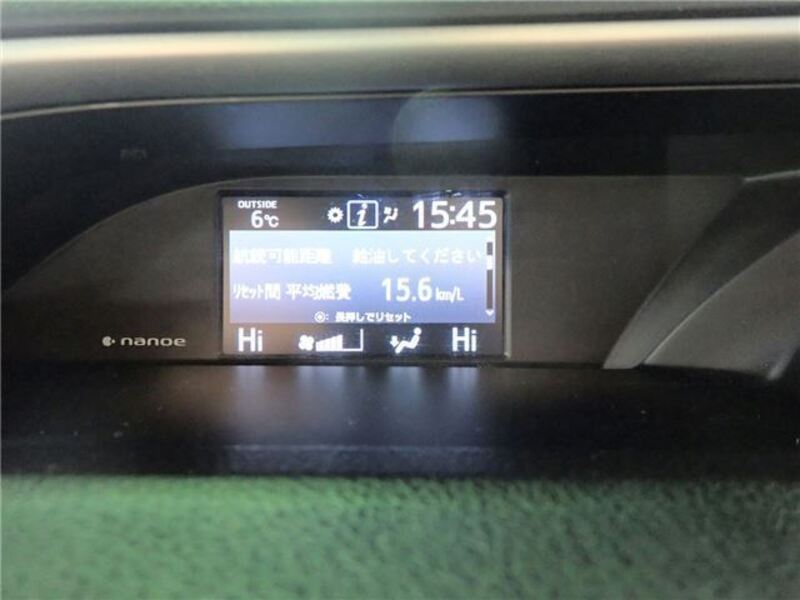 OUTSIDE
6℃
i
15:45
航続可能距離 給油してください
リセット間 平均燃費 15.6 km/L
◎: 長押しでリセット
Hi Hi
nanoe